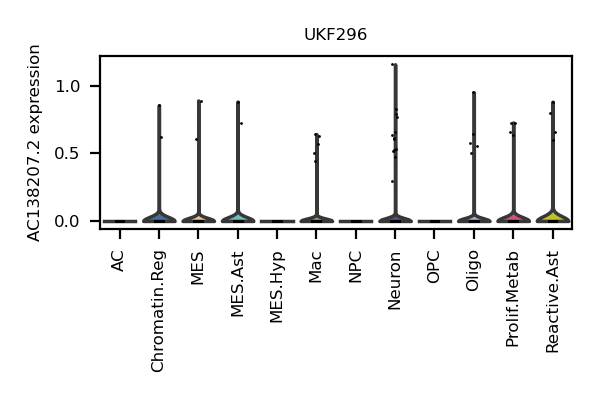 UKF296
AC138207.2 expression
1.0
0.5
0.0
AC
Chromatin.Reg
MES
MES.Ast
MES.Hyp
Mac
NPC
Neuron
OPC
Oligo
Prolif.Metab
Reactive.Ast